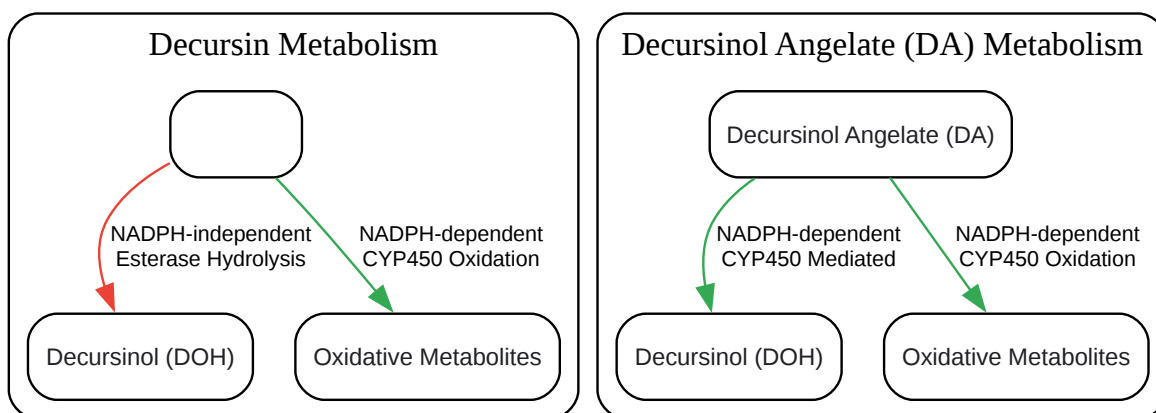 Decursin Metabolism
NADPH-independent
Esterase Hydrolysis
NADPH-dependent
CYP450 Oxidation
Decursinol (DOH)
Oxidative Metabolites
Decursinol Angelate (DA) Metabolism
Decursinol Angelate (DA)
NADPH-dependent
CYP450 Mediated
NADPH-dependent
CYP450 Oxidation
Decursinol (DOH)
Oxidative Metabolites